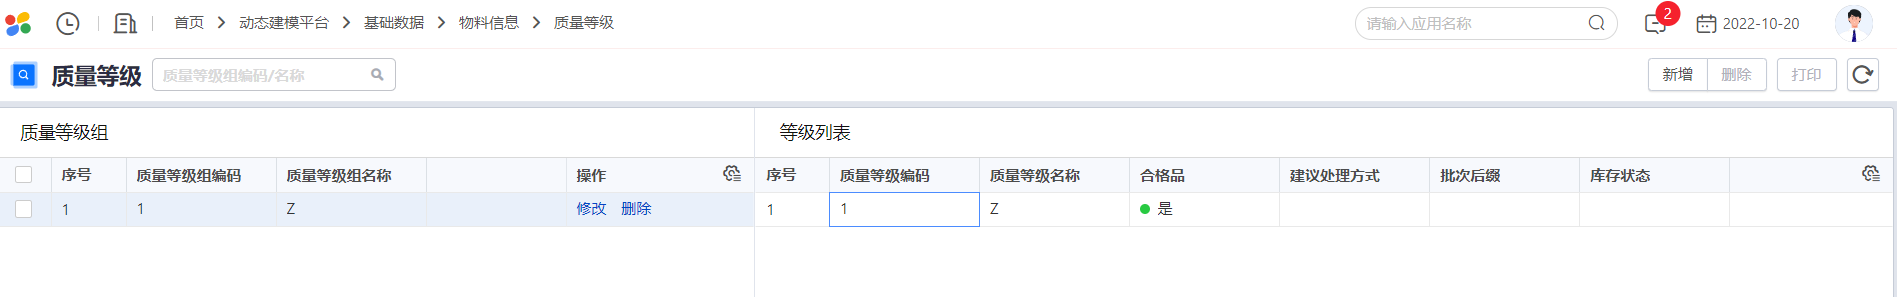 首页 > 动态建模平台 > 基础数据 > 物料信息 > 质量等级 请输入应用名称 2 2022-10-20
质量等级 质量等级组编码/名称 新增 删除 打印
质量等级组 等级列表
序号 质量等级组编码 质量等级组名称 操作 序号 质量等级编码 质量等级名称 合格品 建议处理方式 批次后缀 库存状态
1 1 Z 修改 删除 1 1 Z 是